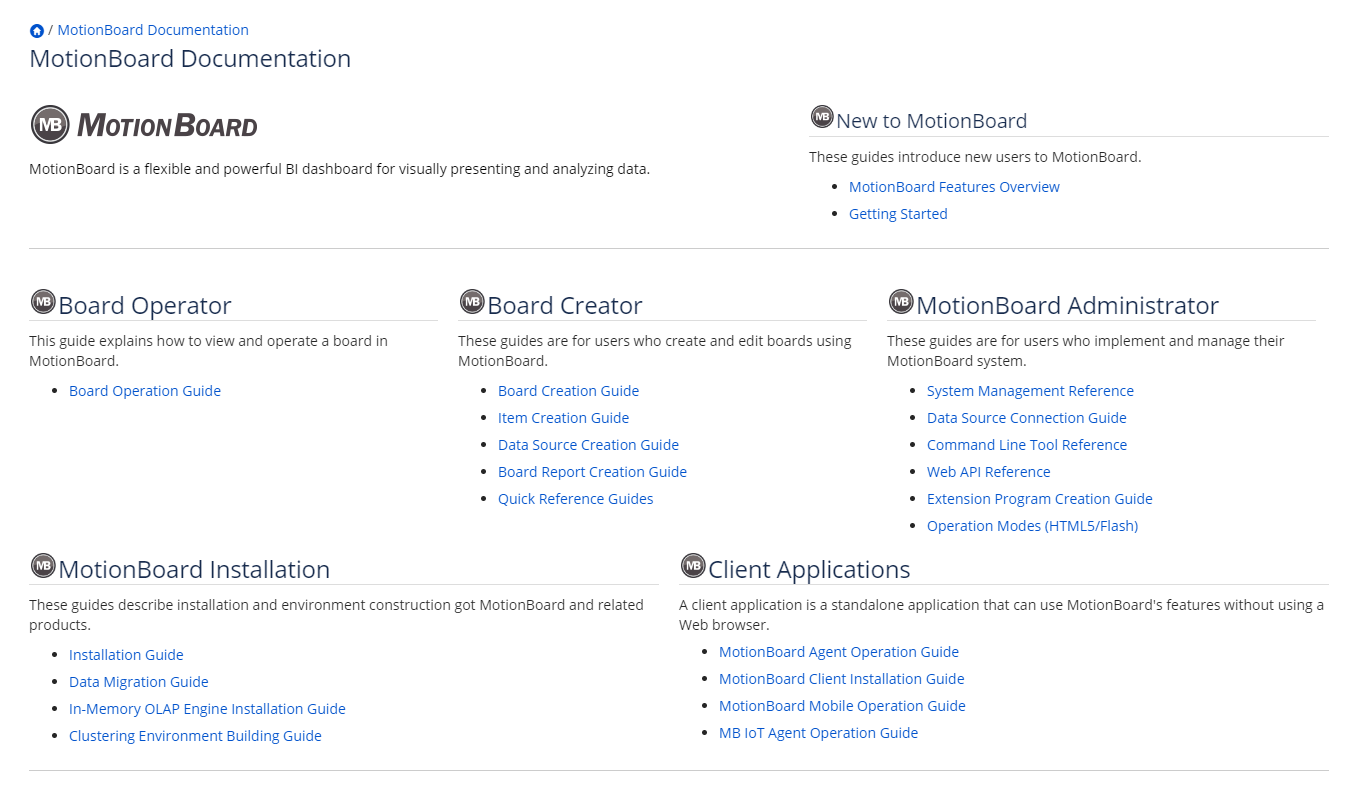 / MotionBoard Documentation
MotionBoard Documentation
MB MOTIONBOARD
MotionBoard is a flexible and powerful BI dashboard for visually presenting and analyzing data.
MB New to MotionBoard
These guides introduce new users to MotionBoard.
• MotionBoard Features Overview
• Getting Started
MB Board Operator
This guide explains how to view and operate a board in
MotionBoard.
• Board Operation Guide
MB Board Creator
These guides are for users who create and edit boards using
MotionBoard.
• Board Creation Guide
• Item Creation Guide
• Data Source Creation Guide
• Board Report Creation Guide
• Quick Reference Guides
MB MotionBoard Administrator
These guides are for users who implement and manage their
MotionBoard system.
• System Management Reference
• Data Source Connection Guide
• Command Line Tool Reference
• Web API Reference
• Extension Program Creation Guide
• Operation Modes (HTML5/Flash)
MB MotionBoard Installation
These guides describe installation and environment construction got MotionBoard and related
products.
• Installation Guide
• Data Migration Guide
• In-Memory OLAP Engine Installation Guide
• Clustering Environment Building Guide
MB Client Applications
A client application is a standalone application that can use MotionBoard's features without using a
Web browser.
• MotionBoard Agent Operation Guide
• MotionBoard Client Installation Guide
• MotionBoard Mobile Operation Guide
• MB IoT Agent Operation Guide